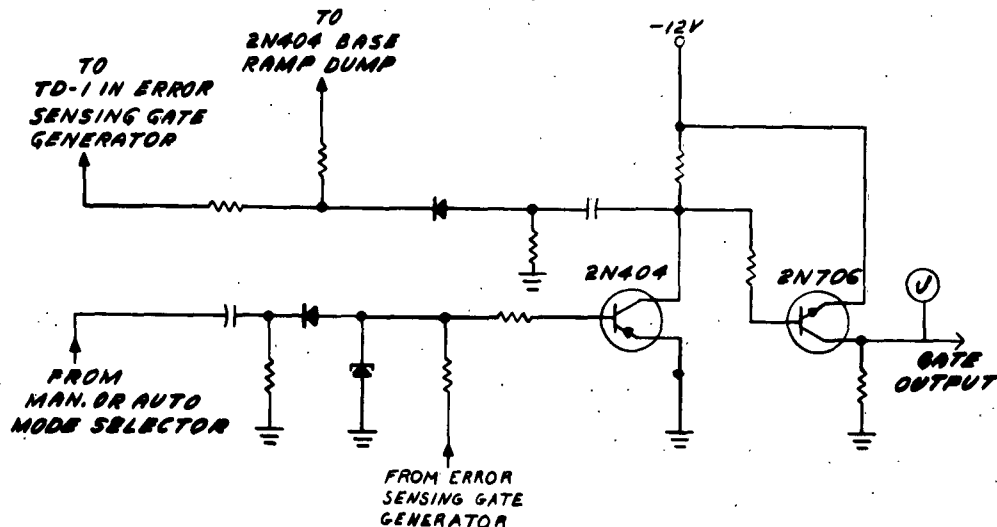 TO
2N404 BASE
RAMP DUMP
-12V
TO
TD-1 IN ERROR
SENSING GATE
GENERATOR
2N404
2N706
J
GATE
OUTPUT
FROM
MAN. OR AUTO
MODE SELECTOR
FROM ERROR
SENSING GATE
GENERATOR